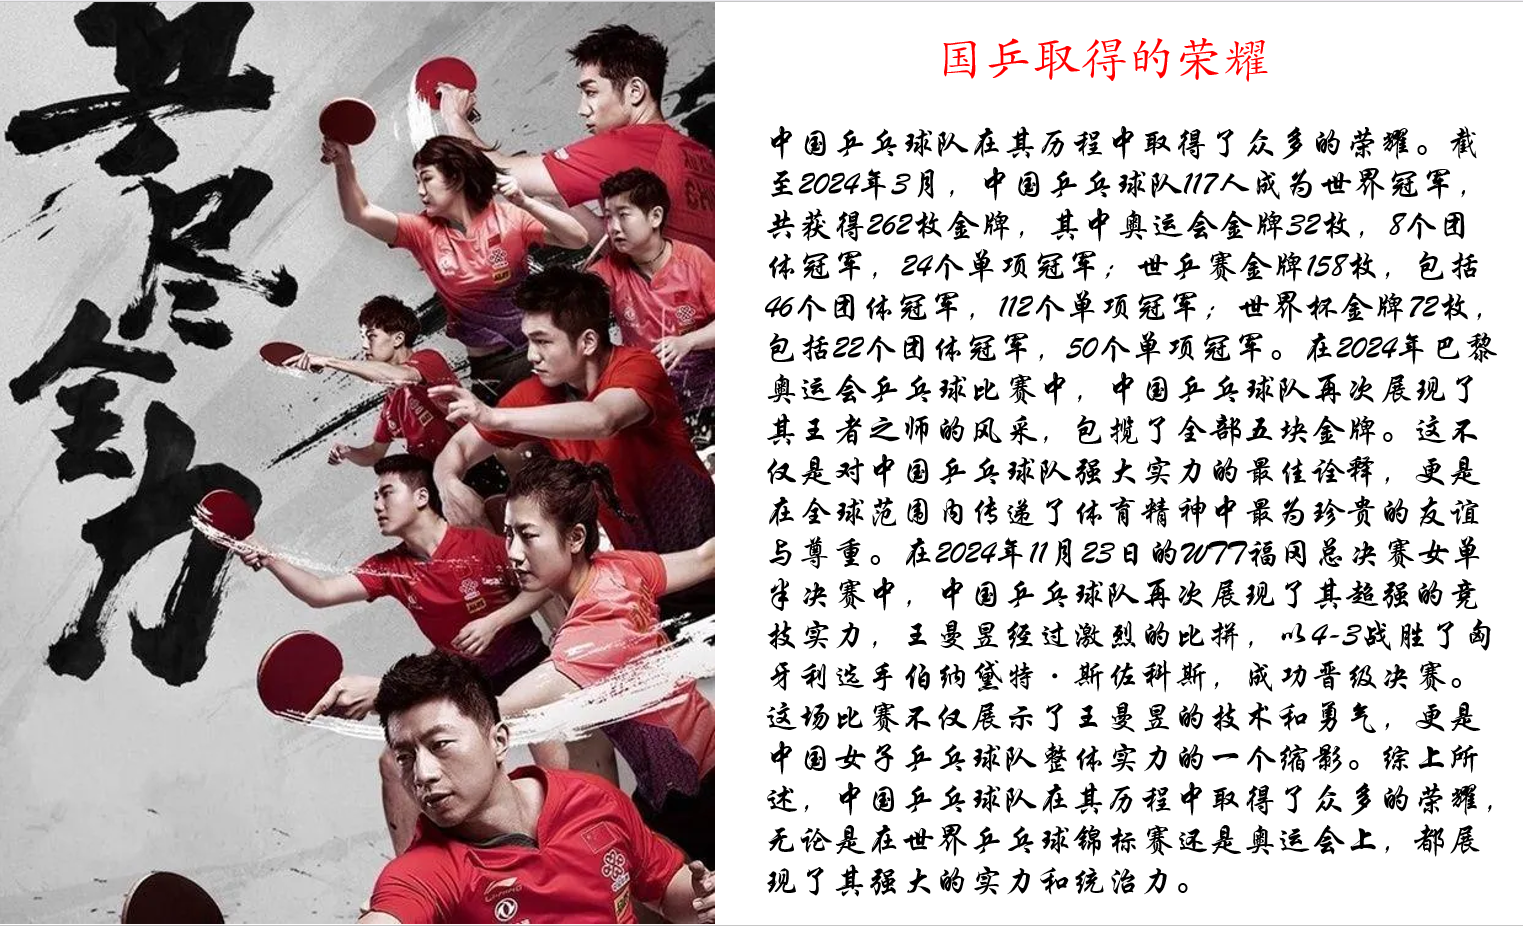 共尽全力
国乒取得的荣耀
中国乒乓球队在其历程中取得了众多的荣耀。截
至2024年3月，中国乒乓球队117人成为世界冠军，
共获得262枚金牌，其中奥运会金牌32枚，8个团
体冠军，24个单项冠军；世乒赛金牌158枚，包括
46个团体冠军，112个单项冠军；世界杯金牌72枚，
包括22个团体冠军，50个单项冠军。在2024年巴黎
奥运会乒乓球比赛中，中国乒乓球队再次展现了
其王者之师的风采，包揽了全部五块金牌。这不
仅是对中国乒乓球队强大实力的最佳诠释，更是
在全球范围内传递了体育精神中最为珍贵的友谊
与尊重。在2024年11月23日的WTT福冈总决赛女单
半决赛中，中国乒乓球队再次展现了其超强的竞
技实力，王曼昱经过激烈的比拼，以4-3战胜了匈
牙利选手伯纳黛特·斯佐科斯，成功晋级决赛。
这场比赛不仅展示了王曼昱的技术和勇气，更是
中国女子乒乓球队整体实力的一个缩影。综上所
述，中国乒乓球队在其历程中取得了众多的荣耀，
无论是在世界乒乓球锦标赛还是奥运会上，都展
现了其强大的实力和统治力。
LI-NING